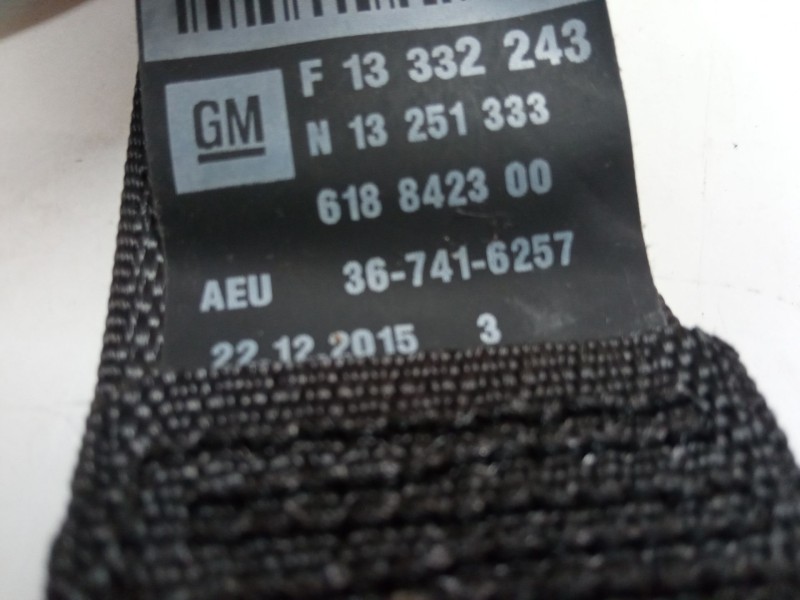 F 13 332 243
GM
N 13 251 333
618 8423 00
AEU 36-741-6257
22.12.2015 3